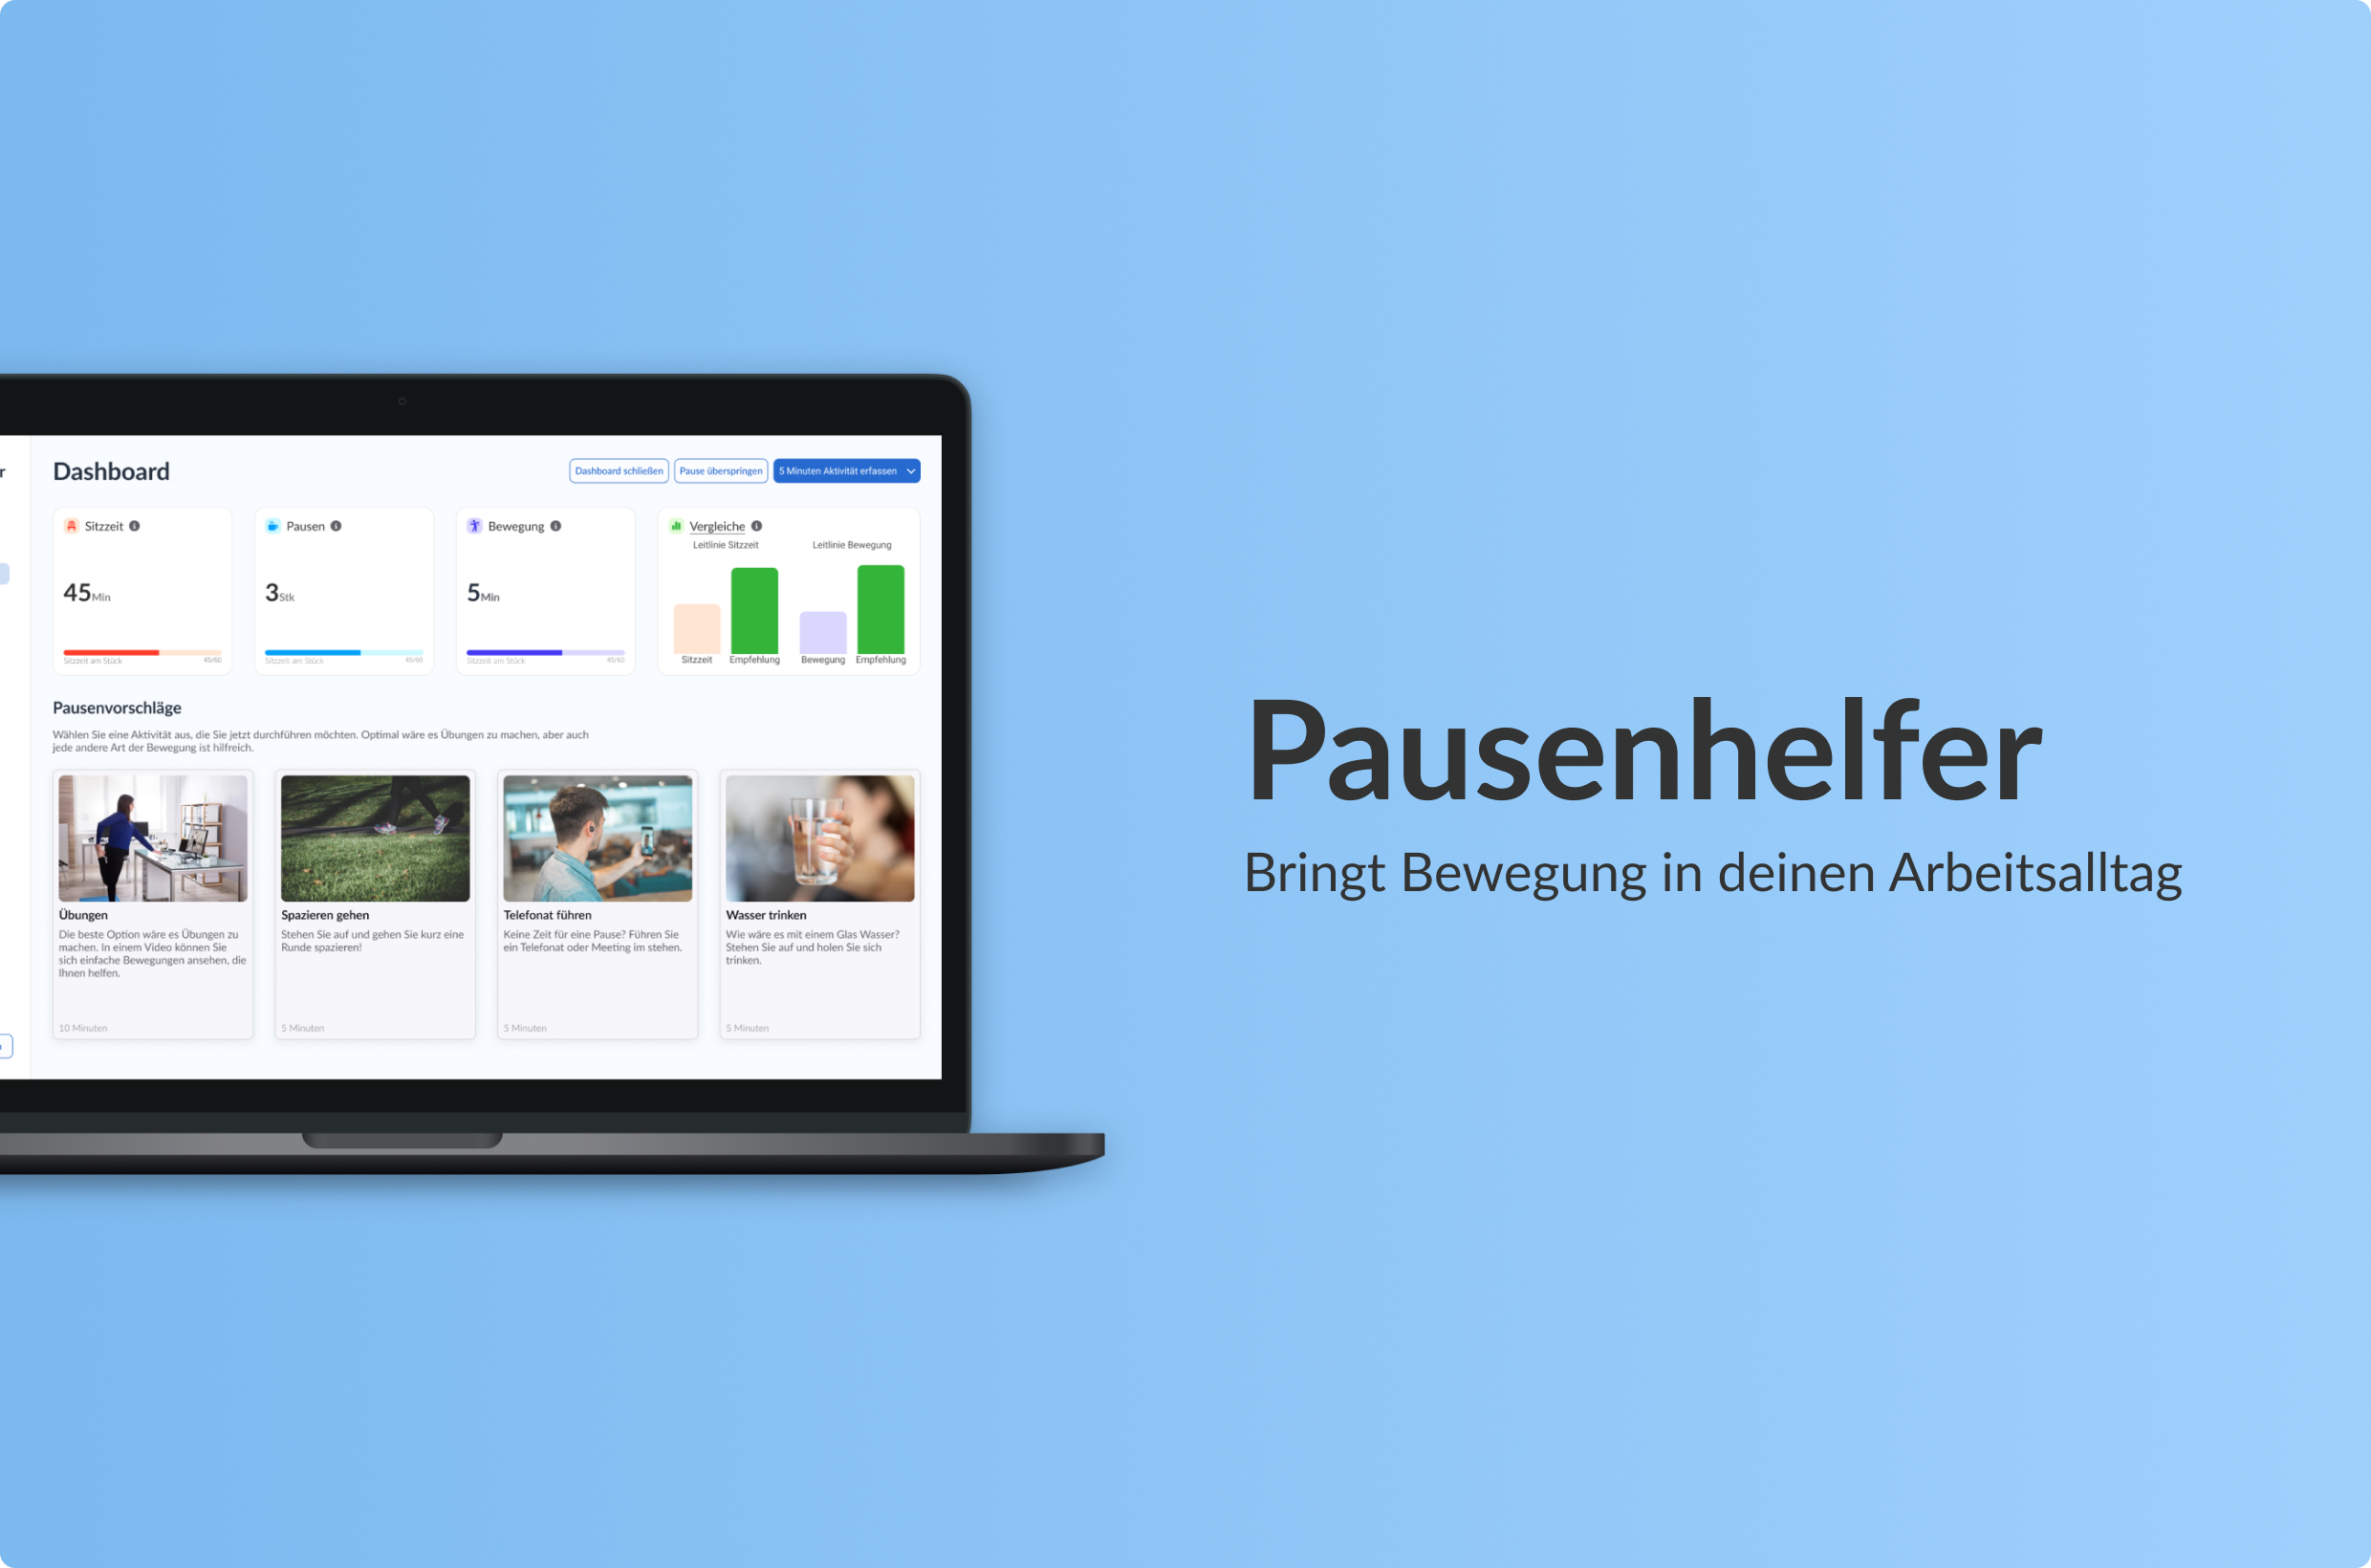 r
Dashboard
Dashboard schließen
Pause überspringen
5 Minuten Aktivität erfassen
Sitzzeit
45Min
Sitzzeit am Stück
45/60
Pausen
3Stk
Sitzzeit am Stück
45/60
Bewegung
5Min
Sitzzeit am Stück
45/60
Vergleiche
Leitlinie Sitzzeit
Leitlinie Bewegung
Sitzzeit
Empfehlung
Bewegung
Empfehlung
Pausenvorschläge
Wählen Sie eine Aktivität aus, die Sie jetzt durchführen möchten. Optimal wäre es Übungen zu machen, aber auch
jede andere Art der Bewegung ist hilfreich.
Übungen
Die beste Option wäre es Übungen zu
machen. In einem Video können Sie
sich einfache Bewegungen ansehen, die
Ihnen helfen.
10 Minuten
Spazieren gehen
Stehen Sie auf und gehen Sie kurz eine
Runde spazieren!
5 Minuten
Telefonat führen
Keine Zeit für eine Pause? Führen Sie
ein Telefonat oder Meeting im stehen.
5 Minuten
Wasser trinken
Wie wäre es mit einem Glas Wasser?
Stehen Sie auf und holen Sie sich
trinken.
5 Minuten
Pausenhelfer
Bringt Bewegung in deinen Arbeitsalltag